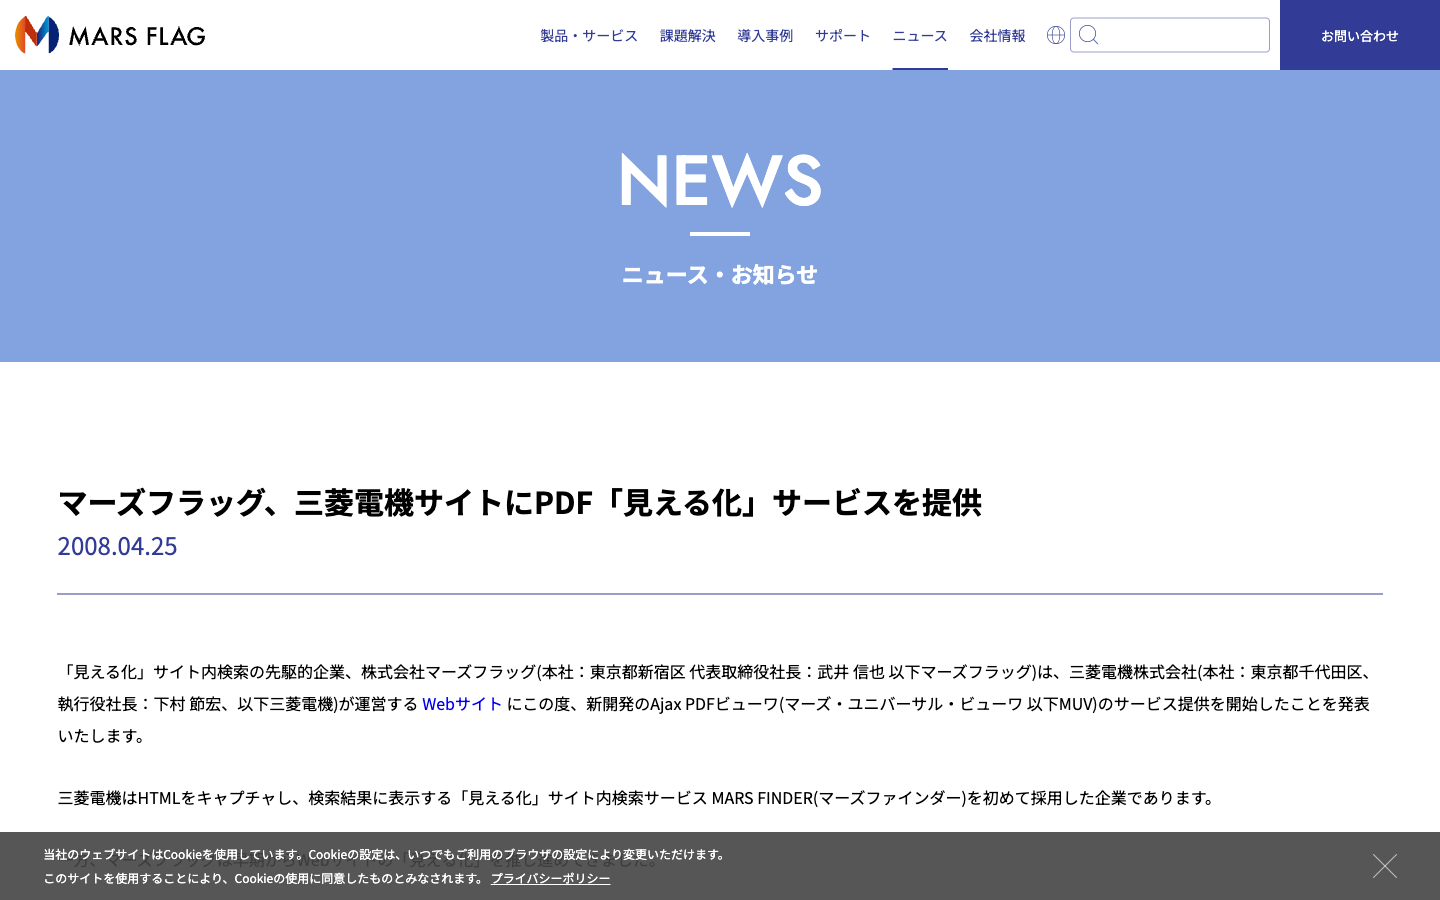 MARS FLAG
製品・サービス 課題解決 導入事例 サポート ニュース 会社情報 お問い合わせ
NEWS
ニュース・お知らせ
マーズフラッグ、三菱電機サイトにPDF「見える化」サービスを提供
2008.04.25
「見える化」サイト内検索の先駆的企業、株式会社マーズフラッグ(本社：東京都新宿区 代表取締役社長：武井 信也 以下マーズフラッグ)は、三菱電機株式会社(本社：東京都千代田区、
執行役社長：下村 節宏、以下三菱電機)が運営する Webサイト にこの度、新開発のAjax PDFビューワ(マーズ・ユニバーサル・ビューワ 以下MUV)のサービス提供を開始したことを発表
いたします。
三菱電機はHTMLをキャプチャし、検索結果に表示する「見える化」サイト内検索サービス MARS FINDER(マーズファインダー)を初めて採用した企業であります。
当社のウェブサイトはCookieを使用しています。Cookieの設定は、いつでもご利用のブラウザの設定により変更いただけます。
このサイトを使用することにより、Cookieの使用に同意したものとみなされます。 プライバシーポリシー